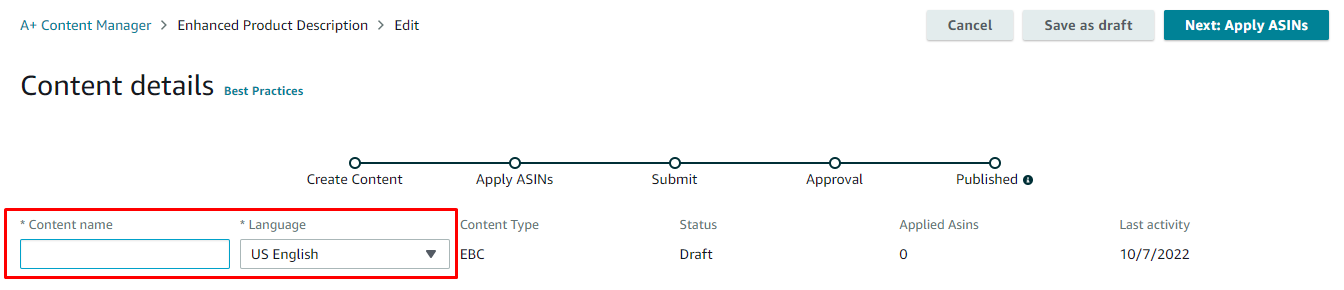 A+ Content Manager > Enhanced Product Description > Edit
Cancel
Save as draft
Next: Apply ASINs
Content details Best Practices
Create Content
Apply ASINs
Submit
Approval
Published
* Content name
* Language
Content Type
Status
Applied Asins
Last activity
US English
EBC
Draft
0
10/7/2022